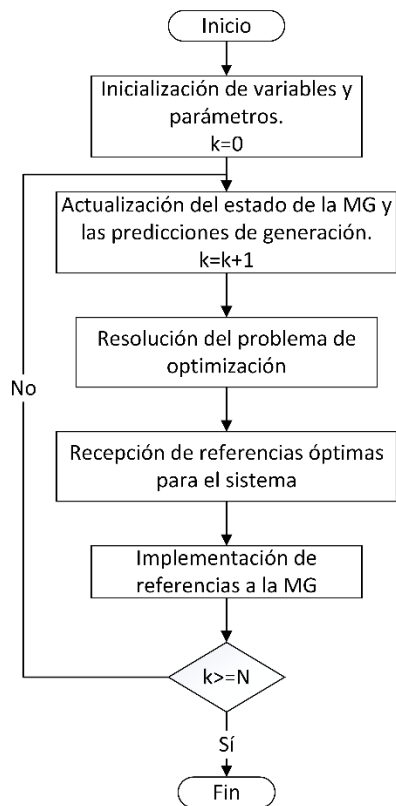 Inicio
Inicialización de variables y
parámetros.
k=0
Actualización del estado de la MG y
las predicciones de generación.
k=k+1
Resolución del problema de
optimización
No
Recepción de referencias óptimas
para el sistema
Implementación de
referencias a la MG
k>=N
Sí
Fin